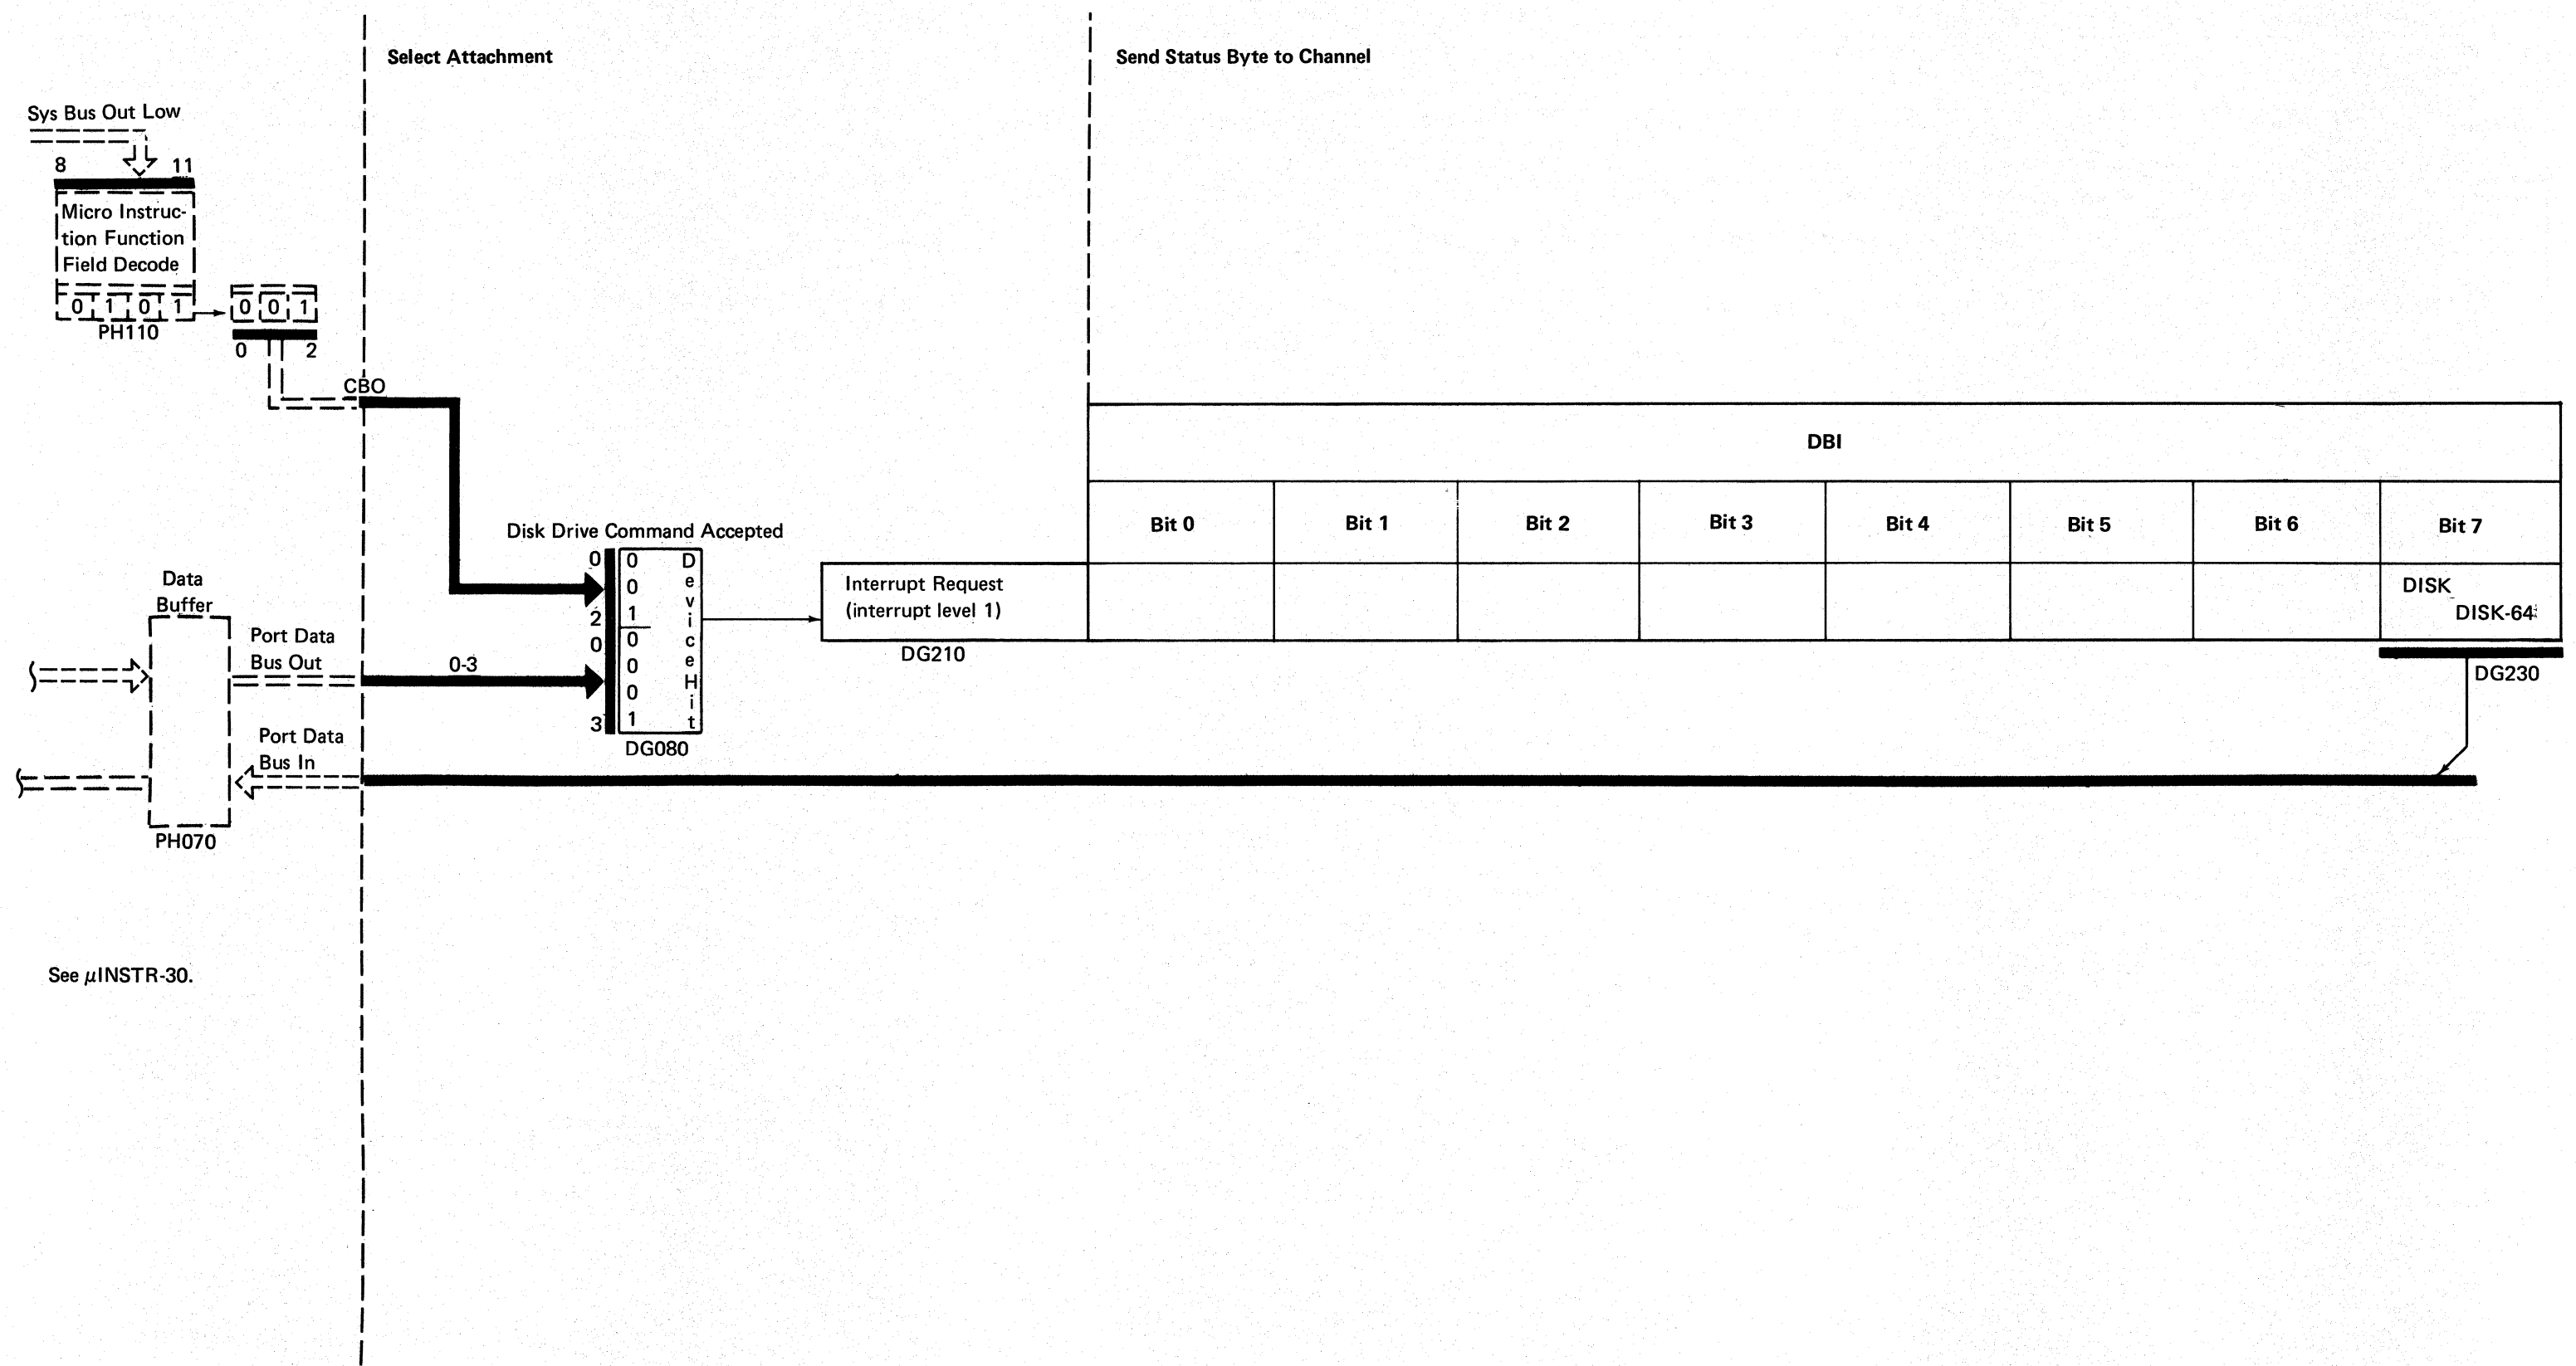 Select Attachment
Send Status Byte to Channel
Sys Bus Out Low
8 11
Micro Instruc-
tion Function
Field Decode
0 1 0 1
PH110
0 0 1
0 2
CBO
DBI
Bit 0 Bit 1 Bit 2 Bit 3 Bit 4 Bit 5 Bit 6 Bit 7
Disk Drive Command Accepted
0
2
0
3
0
0
1
0
0
0
1
Device Hit
DG080
Interrupt Request
(interrupt level 1)
DG210
DISK
DISK-64
DG230
Data
Buffer
Port Data
Bus Out
0-3
Port Data
Bus In
PH070
See μINSTR-30.